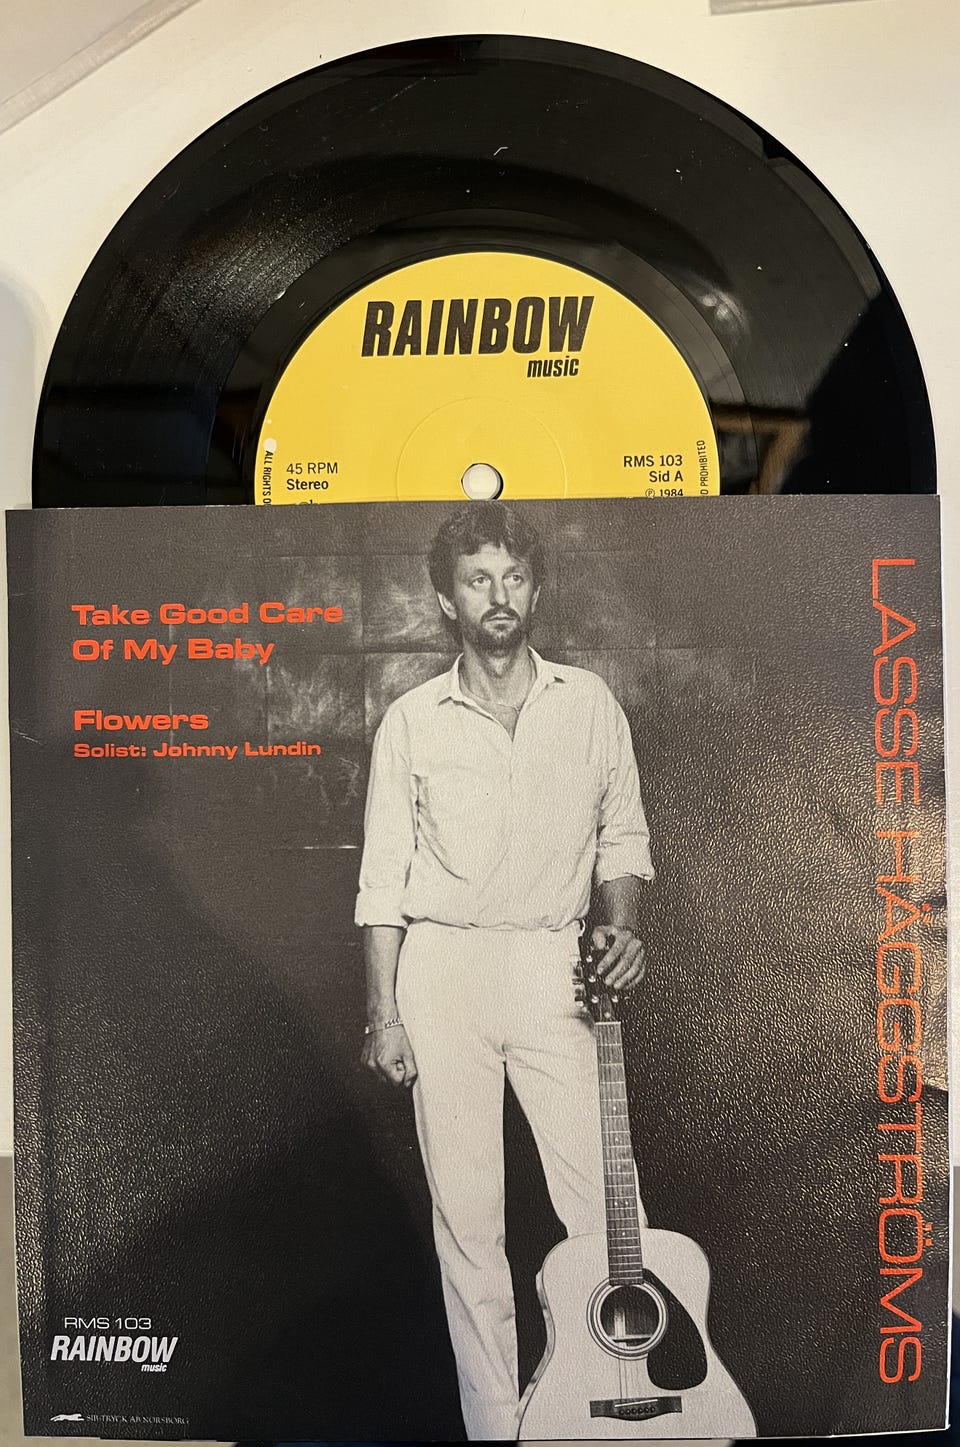 RAINBOW
music
45 RPM
Stereo
RMS 103
Sid A
℗ 1984
ALL RIGHTS O
D PROHIBITED
Take Good Care
Of My Baby
Flowers
Solist: Johnny Lundin
LASSE HÄGGSTRÖMS
RMS 103
RAINBOW
music
SIB-TRYCK AB NORSBORG